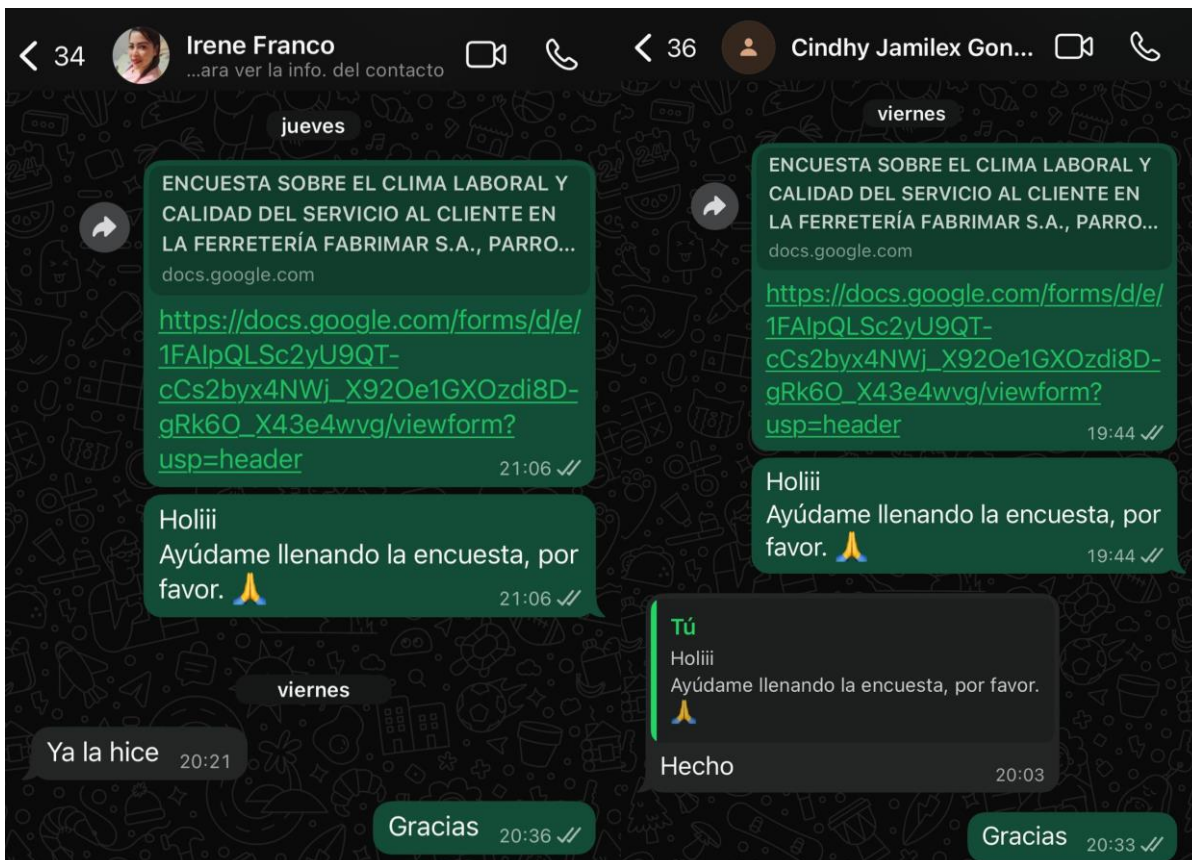 34
Irene Franco
...ara ver la info. del contacto
jueves
ENCUESTA SOBRE EL CLIMA LABORAL Y
CALIDAD DEL SERVICIO AL CLIENTE EN
LA FERRETERÍA FABRIMAR S.A., PARRO...
docs.google.com
https://docs.google.com/forms/d/e/
1FAIpQLSc2yU9QT-
cCs2byx4NWj_X92Oe1GXOzdi8D-
gRk6O_X43e4wvg/viewform?
usp=header
21:06
Holiii
Ayúdame llenando la encuesta, por
favor. 🙏
21:06
viernes
Ya la hice 20:21
Gracias 20:36
36
Cindhy Jamilex Gon...
viernes
ENCUESTA SOBRE EL CLIMA LABORAL Y
CALIDAD DEL SERVICIO AL CLIENTE EN
LA FERRETERÍA FABRIMAR S.A., PARRO...
docs.google.com
https://docs.google.com/forms/d/e/
1FAIpQLSc2yU9QT-
cCs2byx4NWj_X92Oe1GXOzdi8D-
gRk6O_X43e4wvg/viewform?
usp=header
19:44
Holiii
Ayúdame llenando la encuesta, por
favor. 🙏
19:44
Tú
Holiii
Ayúdame llenando la encuesta, por favor.
🙏
Hecho 20:03
Gracias 20:33